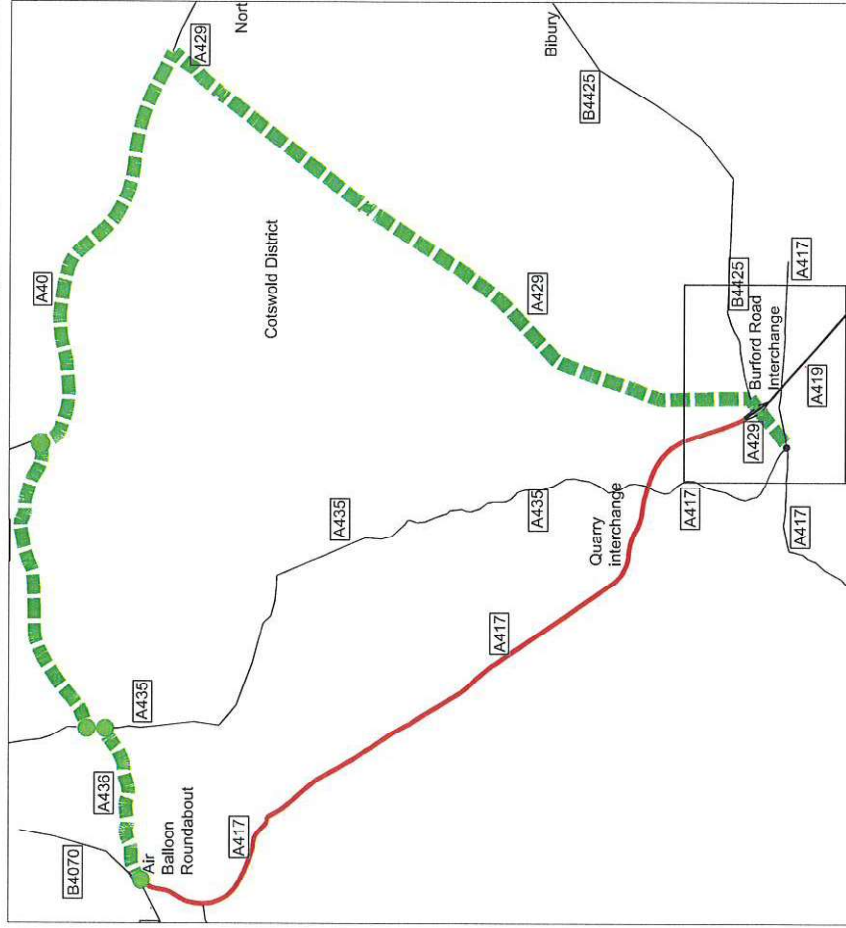 Nort
A429
A40
Bibury
B4425
Cotswold District
A435
A429
B4425
A417
Burford Road
Interchange
A419
A429
A417
A417
Quarry
interchange
A435
A417
A435
A436
B4070
Air
Balloon
Roundabout
A417